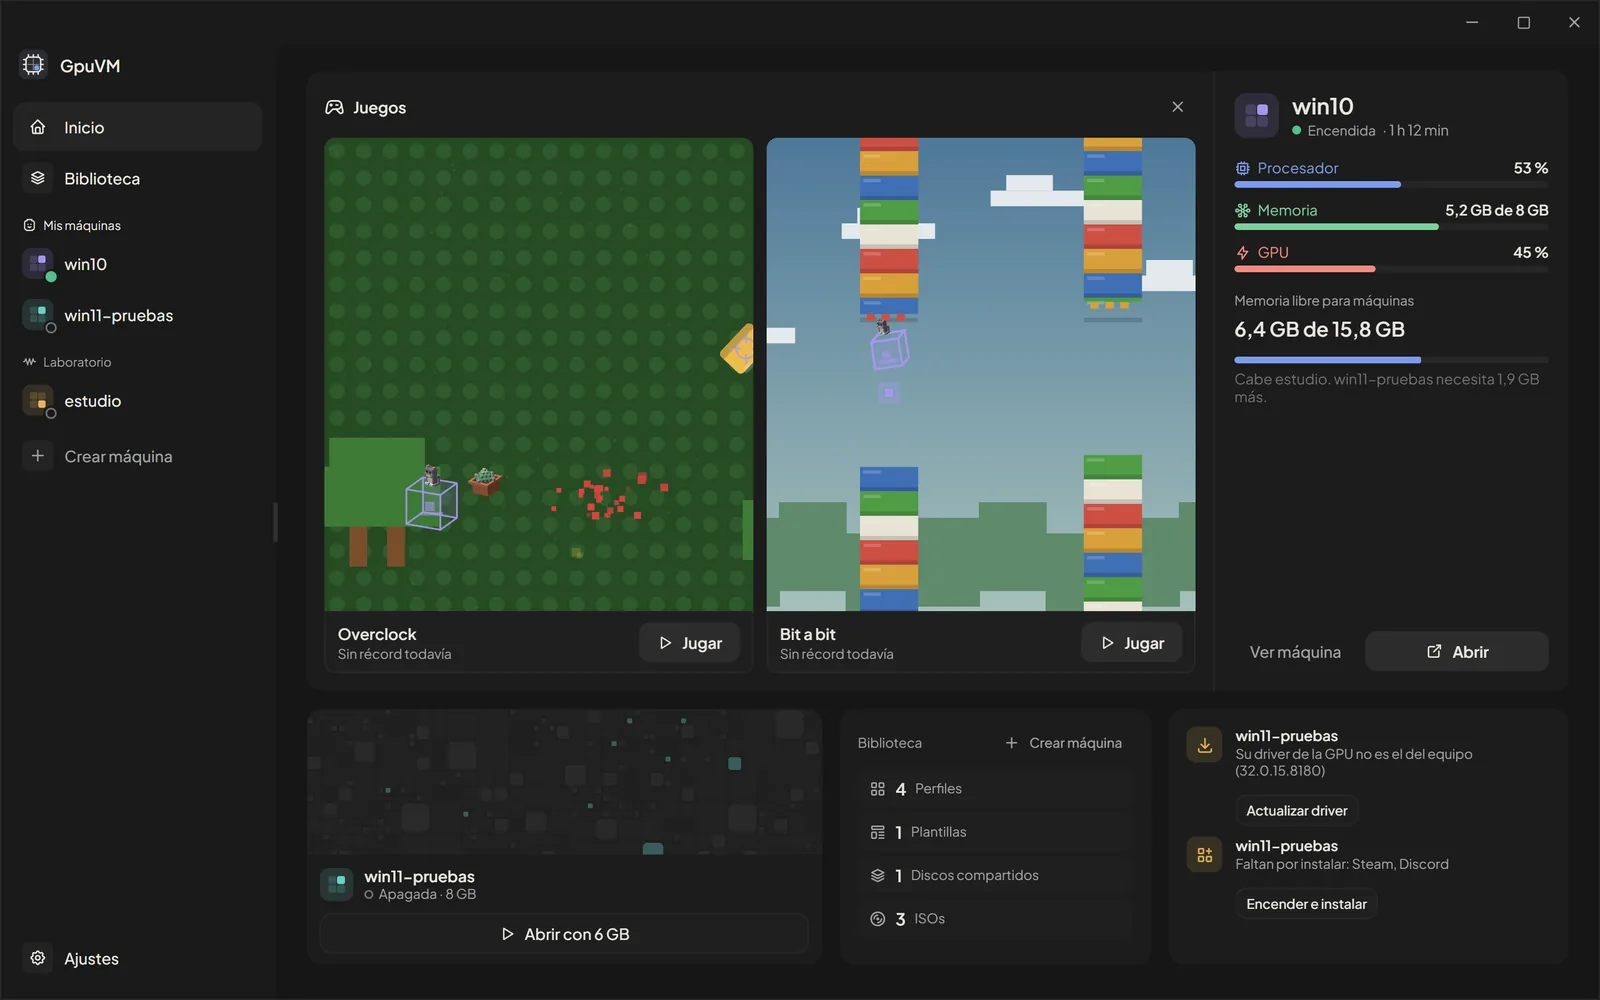 GpuVM
Inicio
Biblioteca
Mis máquinas
win10
win11-pruebas
Laboratorio
estudio
Crear máquina
Ajustes
Juegos
Overclock
Sin récord todavía
Jugar
Bit a bit
Sin récord todavía
Jugar
win10
Encendida · 1 h 12 min
Procesador 53 %
Memoria 5,2 GB de 8 GB
GPU 45 %
Memoria libre para máquinas
6,4 GB de 15,8 GB
Cabe estudio. win11-pruebas necesita 1,9 GB
más.
Ver máquina
Abrir
win11-pruebas
Apagada · 8 GB
Abrir con 6 GB
Biblioteca
Crear máquina
4 Perfiles
1 Plantillas
1 Discos compartidos
3 ISOs
win11-pruebas
Su driver de la GPU no es el del equipo
(32.0.15.8180)
Actualizar driver
win11-pruebas
Faltan por instalar: Steam, Discord
Encender e instalar